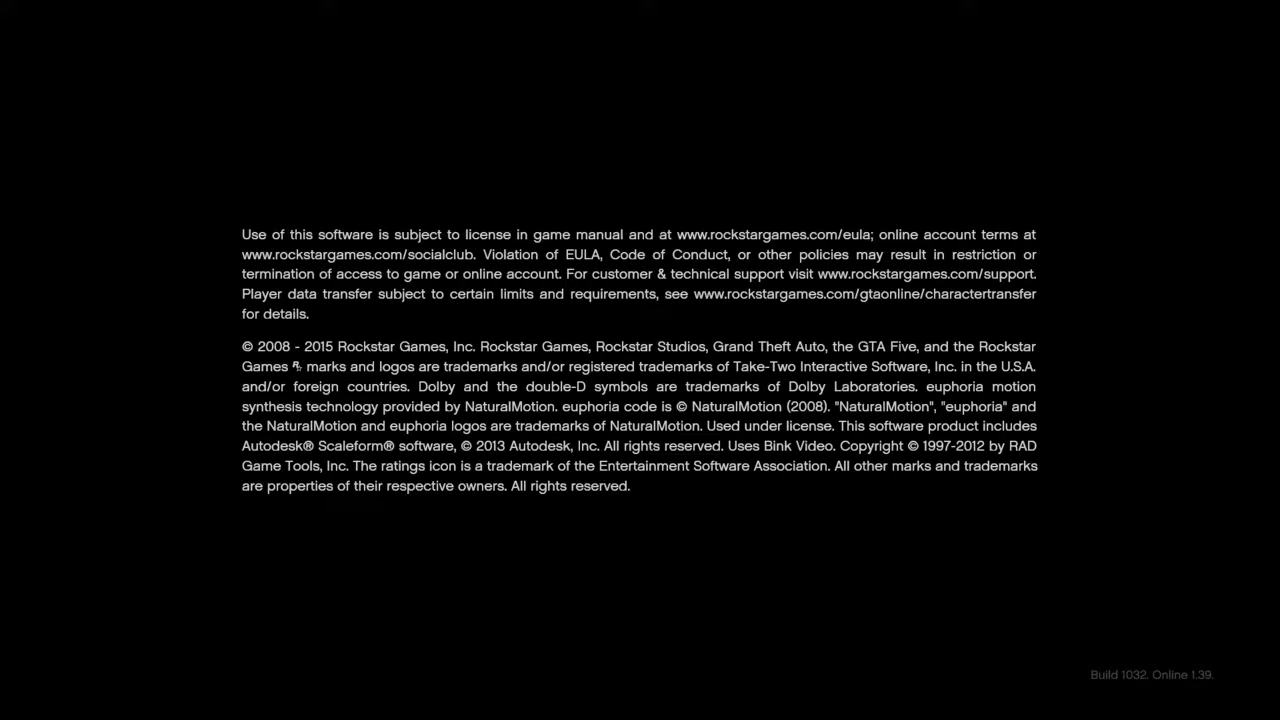 Use of this software is subject to license in game manual and at www.rockstargames.com/eula; online account terms at
www.rockstargames.com/socialclub. Violation of EULA, Code of Conduct, or other policies may result in restriction or
termination of access to game or online account. For customer & technical support visit www.rockstargames.com/support.
Player data transfer subject to certain limits and requirements, see www.rockstargames.com/gtaonline/charactertransfer
for details.
© 2008 - 2015 Rockstar Games, Inc. Rockstar Games, Rockstar Studios, Grand Theft Auto, the GTA Five, and the Rockstar
Games R* marks and logos are trademarks and/or registered trademarks of Take-Two Interactive Software, Inc. in the U.S.A.
and/or foreign countries. Dolby and the double-D symbols are trademarks of Dolby Laboratories. euphoria motion
synthesis technology provided by NaturalMotion. euphoria code is © NaturalMotion (2008). "NaturalMotion", "euphoria" and
the NaturalMotion and euphoria logos are trademarks of NaturalMotion. Used under license. This software product includes
Autodesk® Scaleform® software, © 2013 Autodesk, Inc. All rights reserved. Uses Bink Video. Copyright © 1997-2012 by RAD
Game Tools, Inc. The ratings icon is a trademark of the Entertainment Software Association. All other marks and trademarks
are properties of their respective owners. All rights reserved.
Build 1032. Online 1.39.